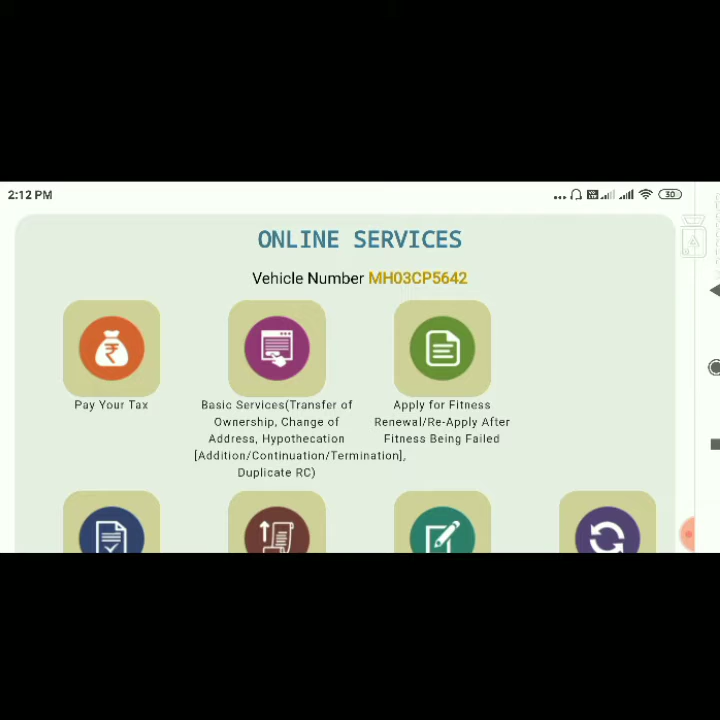 2:12 PM
30
ONLINE SERVICES
Vehicle Number MH03CP5642
Pay Your Tax
Basic Services(Transfer of
Ownership, Change of
Address, Hypothecation
[Addition/Continuation/Termination],
Duplicate RC)
Apply for Fitness
Renewal/Re-Apply After
Fitness Being Failed